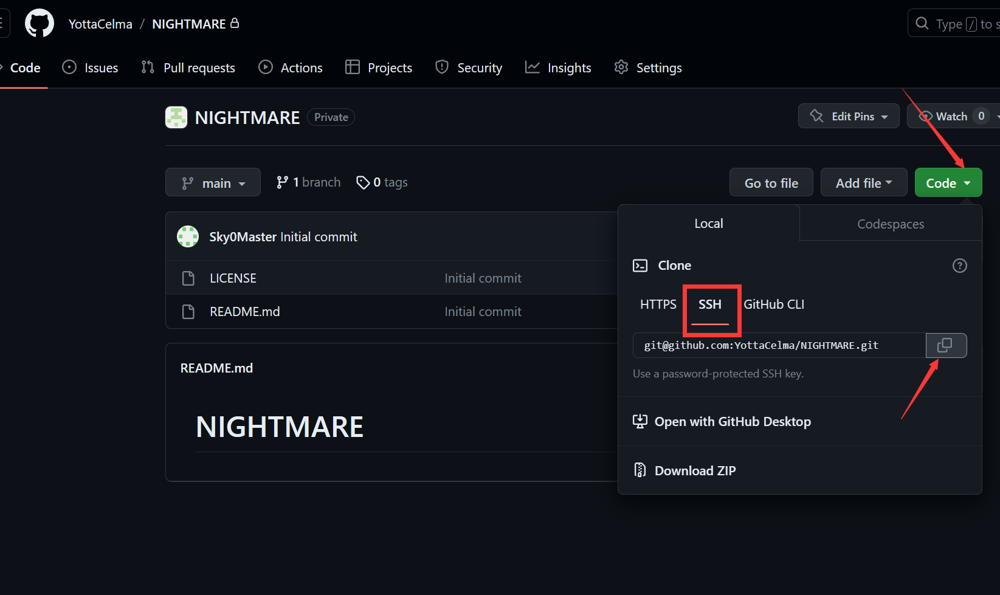 YottaCelma / NIGHTMARE
Type / to s
Code Issues Pull requests Actions Projects Security Insights Settings
NIGHTMARE Private
Edit Pins Watch 0
main 1 branch 0 tags
Go to file Add file Code
Local Codespaces
Sky0Master Initial commit
Clone
LICENSE Initial commit
HTTPS SSH GitHub CLI
README.md Initial commit
git@github.com:YottaCelma/NIGHTMARE.git
README.md
Use a password-protected SSH key.
NIGHTMARE
Open with GitHub Desktop
Download ZIP